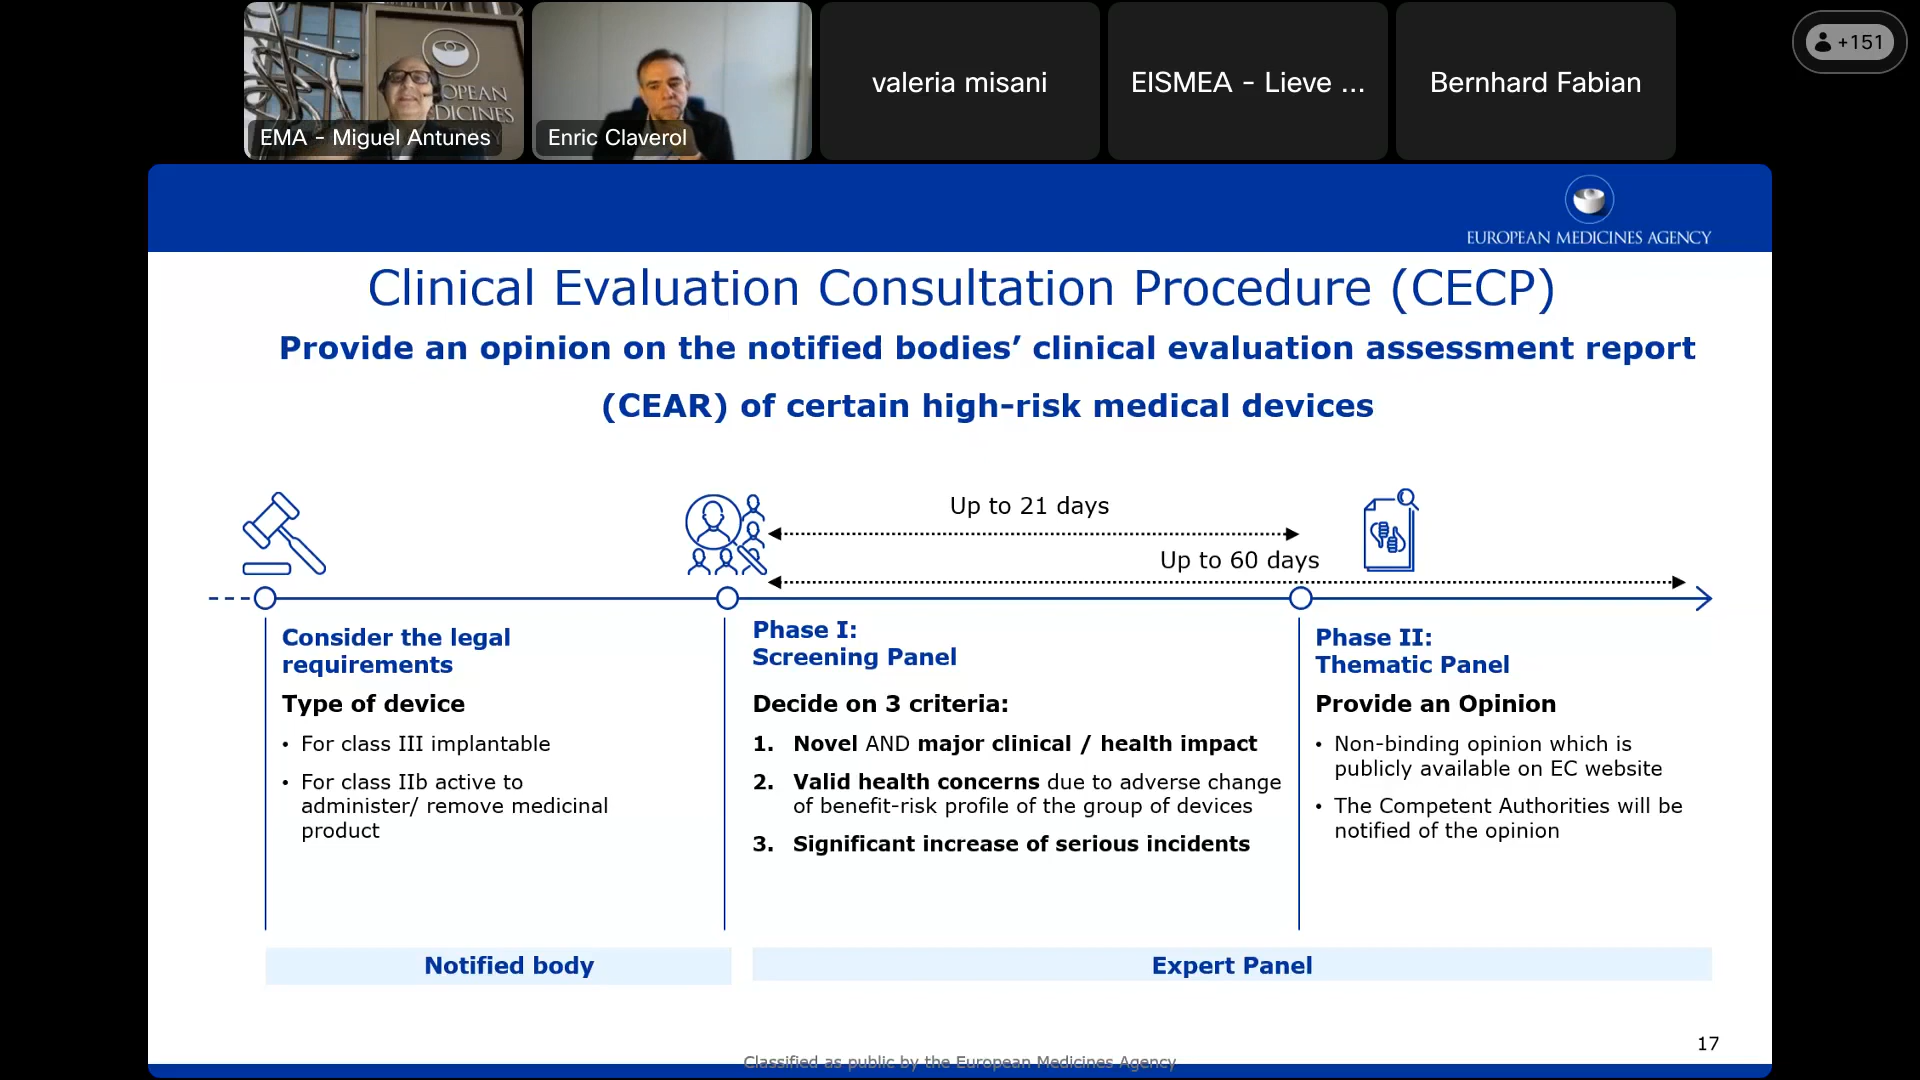 OPEAN
MEDICINES
EMA - Miguel Antunes
Enric Claverol
valeria misani
EISMEA - Lieve ...
Bernhard Fabian
+151
EUROPEAN MEDICINES AGENCY
Clinical Evaluation Consultation Procedure (CECP)
Provide an opinion on the notified bodies’ clinical evaluation assessment report
(CEAR) of certain high-risk medical devices
Up to 21 days
Up to 60 days
Consider the legal
requirements
Type of device
• For class III implantable
• For class IIb active to
administer/ remove medicinal
product
Phase I:
Screening Panel
Decide on 3 criteria:
1. Novel AND major clinical / health impact
2. Valid health concerns due to adverse change
of benefit-risk profile of the group of devices
3. Significant increase of serious incidents
Phase II:
Thematic Panel
Provide an Opinion
• Non-binding opinion which is
publicly available on EC website
• The Competent Authorities will be
notified of the opinion
Notified body
Expert Panel
17
Classified as public by the European Medicines Agency